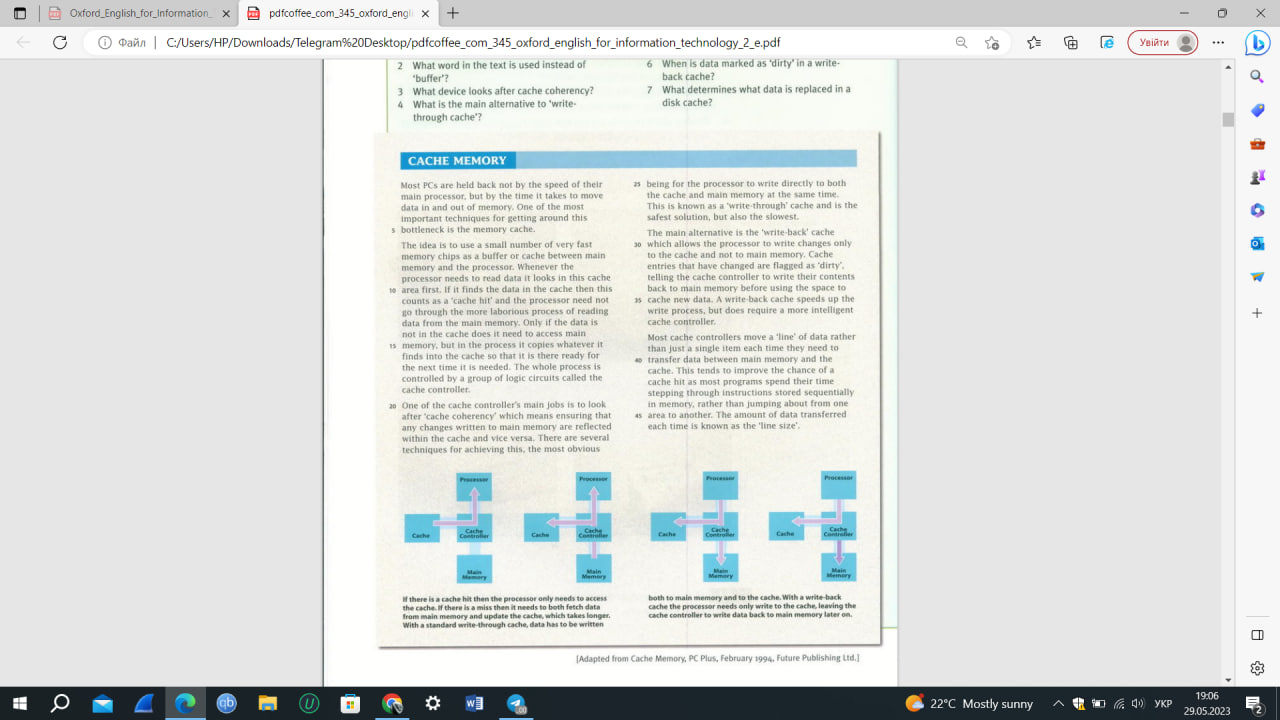 Oxford_English_for_Information_
pdfcoffee_com_345_oxford_engli
Файл
C:/Users/HP/Downloads/Telegram%20Desktop/pdfcoffee_com_345_oxford_english_for_information_technology_2_e.pdf
Увійти
2 What word in the text is used instead of
‘buffer’?
3 What device looks after cache coherency?
4 What is the main alternative to ‘write-
through cache’?
6 When is data marked as ‘dirty’ in a write-
back cache?
7 What determines what data is replaced in a
disk cache?
CACHE MEMORY
Most PCs are held back not by the speed of their
main processor, but by the time it takes to move
data in and out of memory. One of the most
important techniques for getting around this
5 bottleneck is the memory cache.
The idea is to use a small number of very fast
memory chips as a buffer or cache between main
memory and the processor. Whenever the
processor needs to read data it looks in this cache
10 area first. If it finds the data in the cache then this
counts as a ‘cache hit’ and the processor need not
go through the more laborious process of reading
data from the main memory. Only if the data is
not in the cache does it need to access main
15 memory, but in the process it copies whatever it
finds into the cache so that it is there ready for
the next time it is needed. The whole process is
controlled by a group of logic circuits called the
cache controller.
20 One of the cache controller’s main jobs is to look
after ‘cache coherency’ which means ensuring that
any changes written to main memory are reflected
within the cache and vice versa. There are several
techniques for achieving this, the most obvious
25 being for the processor to write directly to both
the cache and main memory at the same time.
This is known as a ‘write-through’ cache and is the
safest solution, but also the slowest.
The main alternative is the ‘write-back’ cache
30 which allows the processor to write changes only
to the cache and not to main memory. Cache
entries that have changed are flagged as ‘dirty’,
telling the cache controller to write their contents
back to main memory before using the space to
35 cache new data. A write-back cache speeds up the
write process, but does require a more intelligent
cache controller.
Most cache controllers move a ‘line’ of data rather
than just a single item each time they need to
40 transfer data between main memory and the
cache. This tends to improve the chance of a
cache hit as most programs spend their time
stepping through instructions stored sequentially
in memory, rather than jumping about from one
45 area to another. The amount of data transferred
each time is known as the ‘line size’.
Processor
Cache
Cache
Controller
Main
Memory
Processor
Cache
Cache
Controller
Main
Memory
Processor
Cache
Cache
Controller
Main
Memory
Processor
Cache
Cache
Controller
Main
Memory
If there is a cache hit then the processor only needs to access
the cache. If there is a miss then it needs to both fetch data
from main memory and update the cache, which takes longer.
With a standard write-through cache, data has to be written
both to main memory and to the cache. With a write-back
cache the processor needs only write to the cache, leaving the
cache controller to write data back to main memory later on.
[Adapted from Cache Memory, PC Plus, February 1994, Future Publishing Ltd.]
22°C Mostly sunny
УКР
19:06
29.05.2023
2